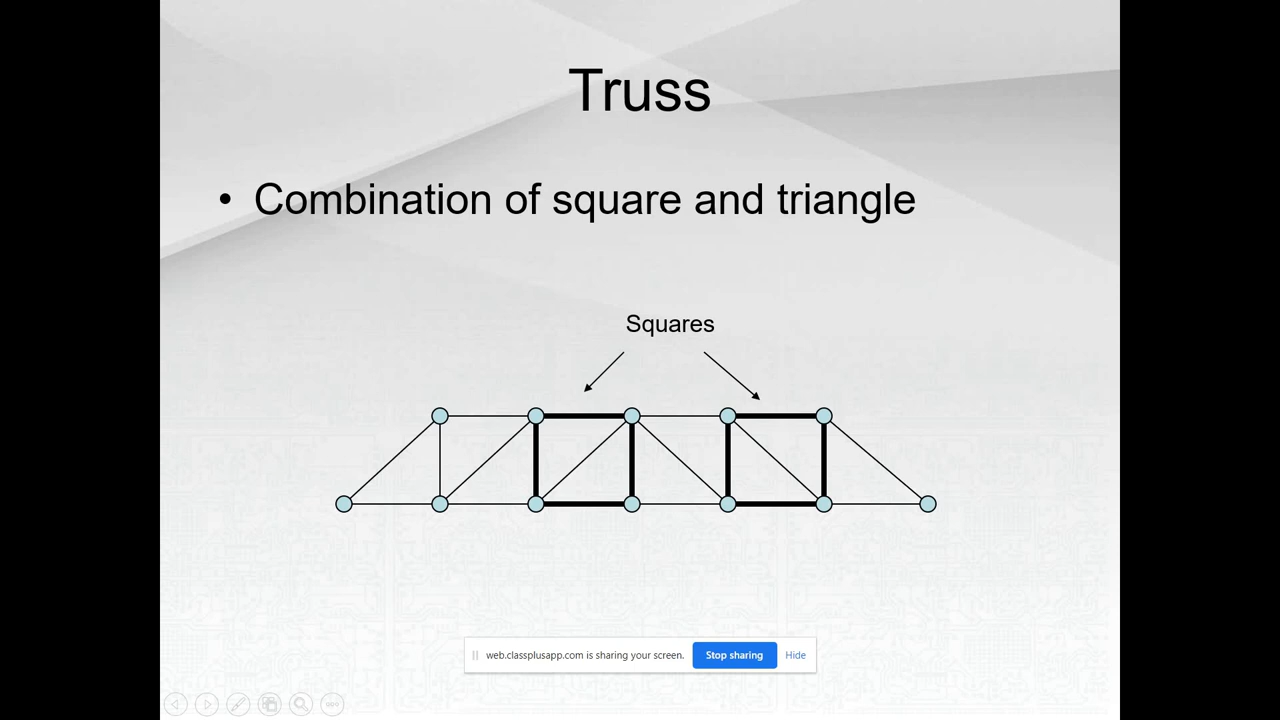 Truss
• Combination of square and triangle
Squares
web.classplusapp.com is sharing your screen. Stop sharing Hide